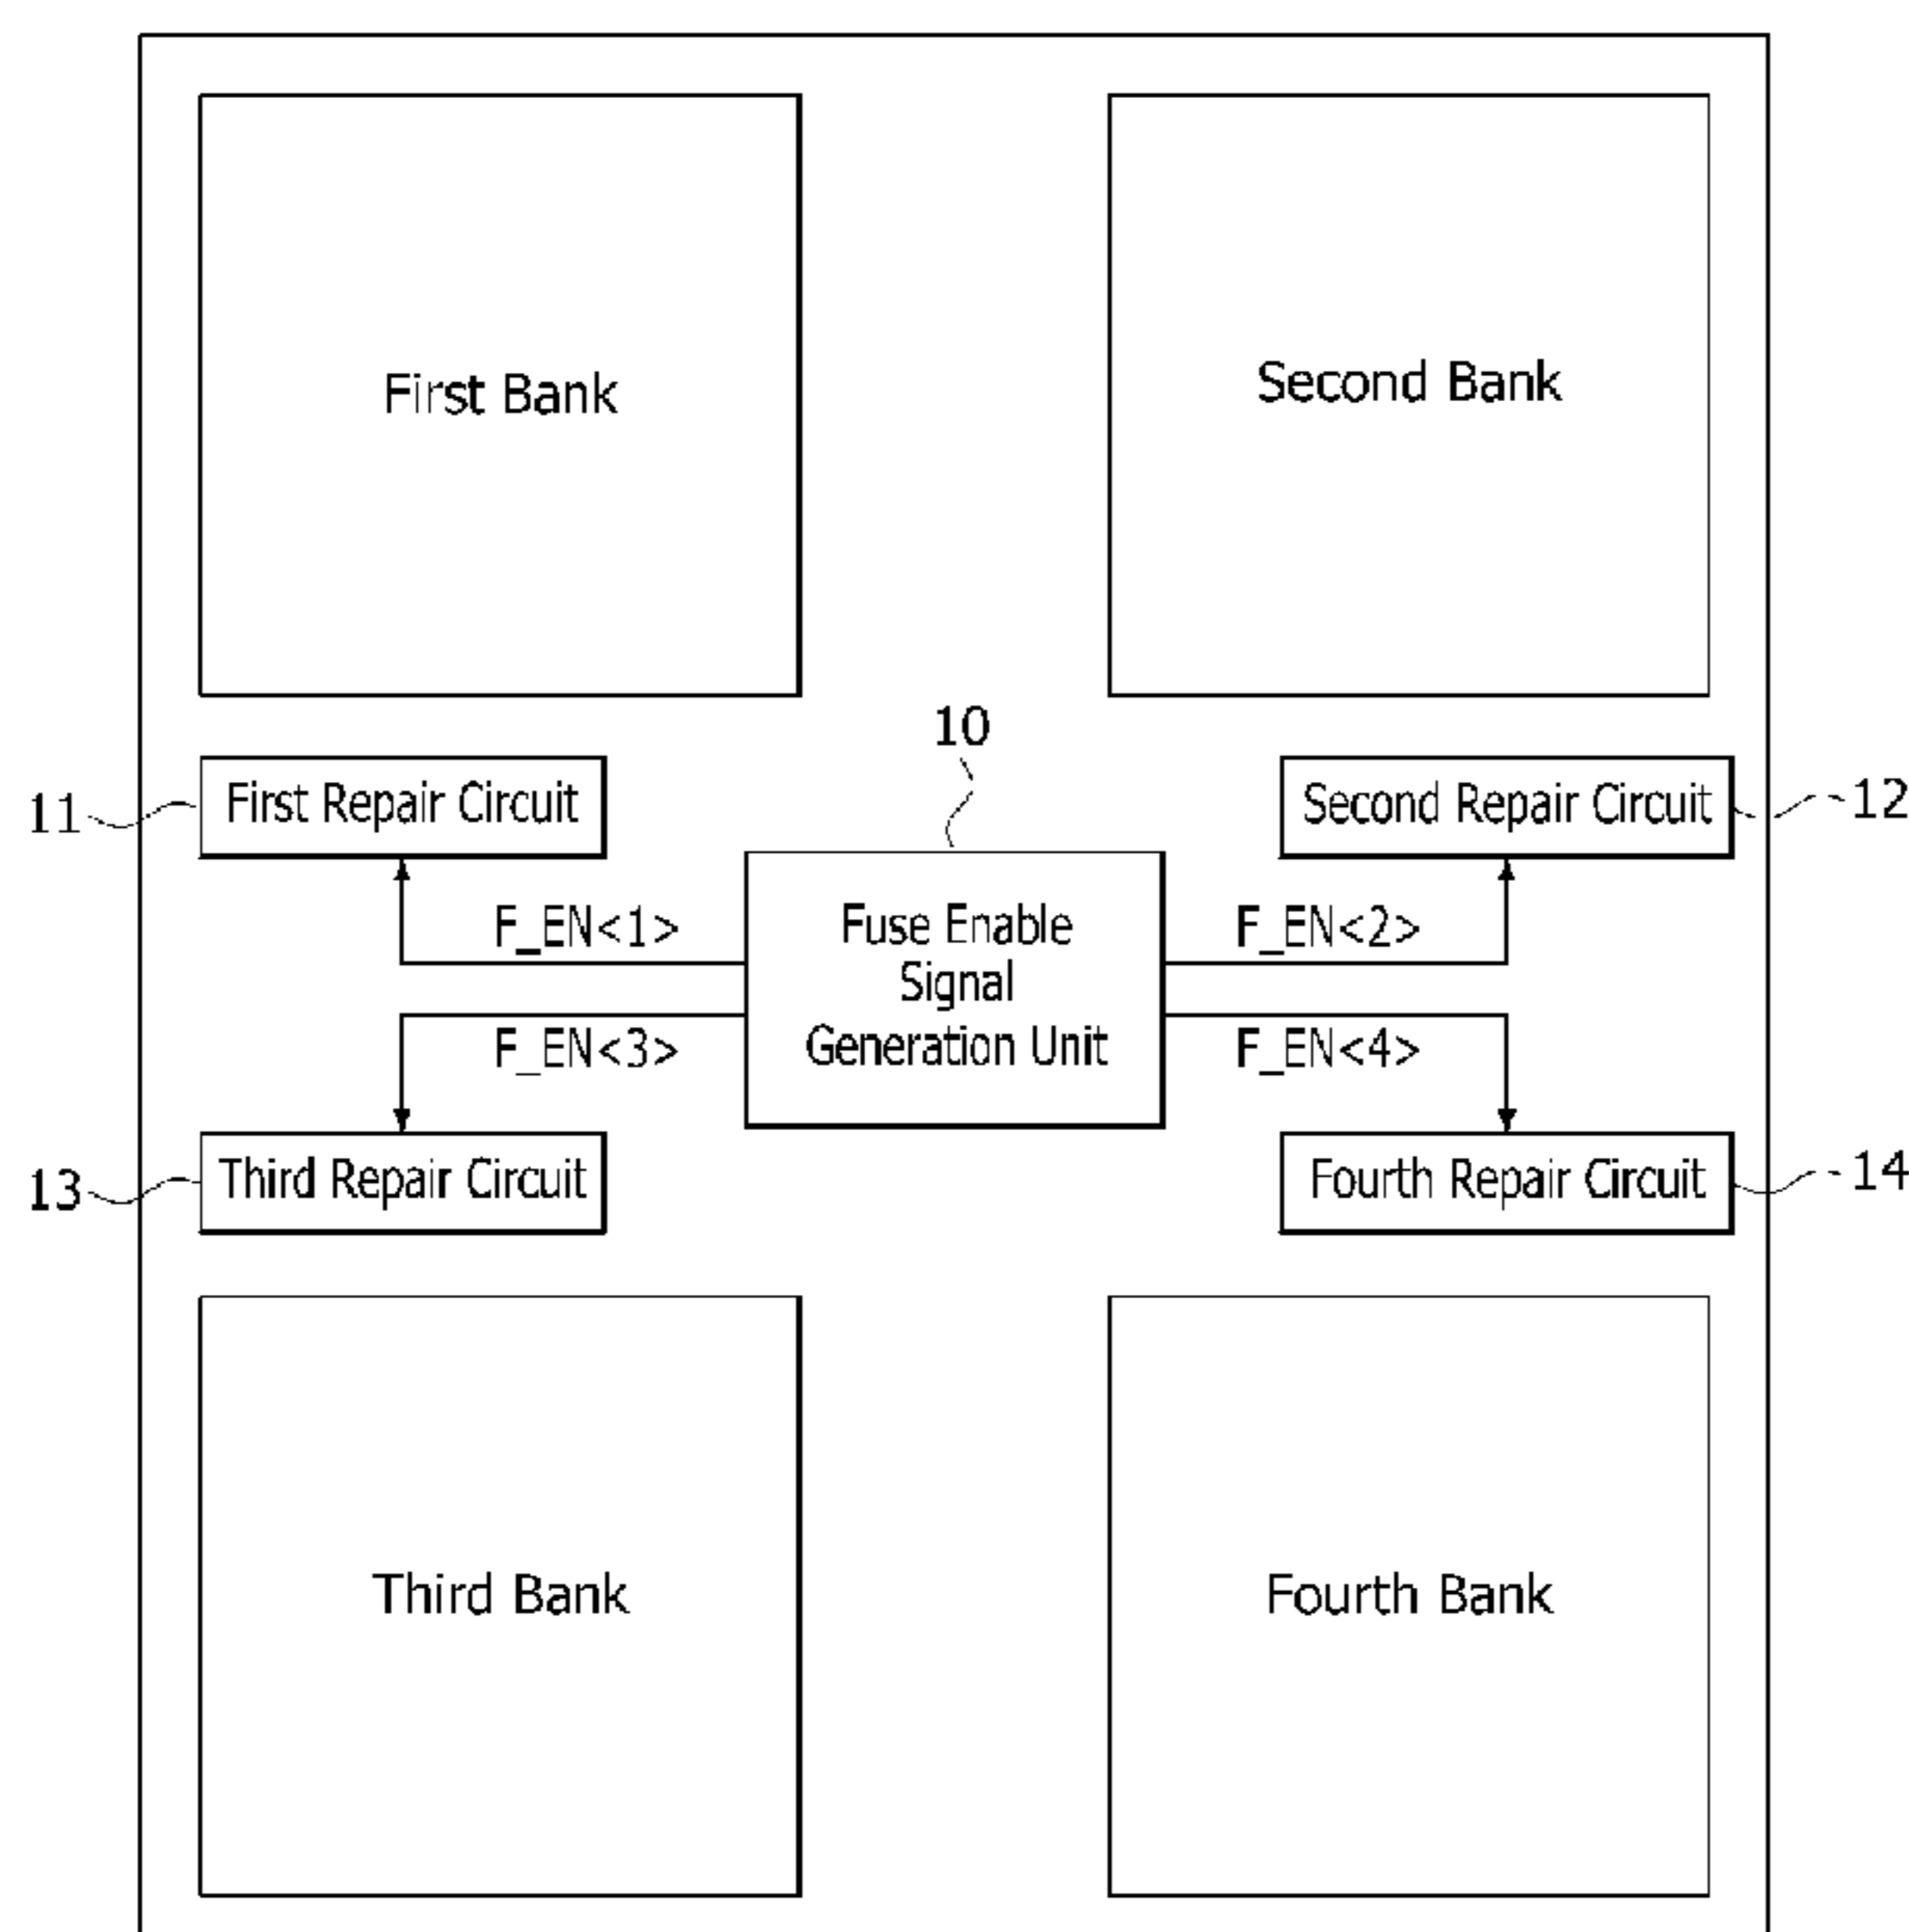 First Bank
Second Bank
10
11
First Repair Circuit
Second Repair Circuit
12
F_EN<1>
Fuse Enable
Signal
Generation Unit
F_EN<2>
F_EN<3>
F_EN<4>
13
Third Repair Circuit
Fourth Repair Circuit
14
Third Bank
Fourth Bank